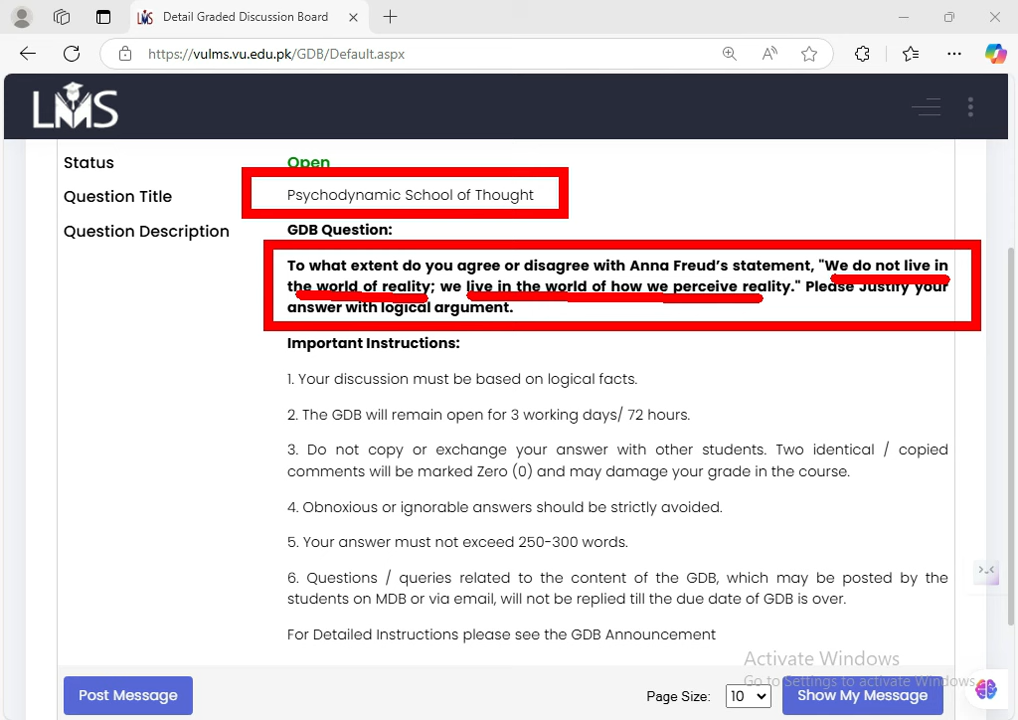 Detail Graded Discussion Board
https://vulms.vu.edu.pk/GDB/Default.aspx
LMS
Status
Open
Question Title
Psychodynamic School of Thought
Question Description
GDB Question:
To what extent do you agree or disagree with Anna Freud's statement, "We do not live in
the world of reality; we live in the world of how we perceive reality." Please Justify your
answer with logical argument.
Important Instructions:
1. Your discussion must be based on logical facts.
2. The GDB will remain open for 3 working days/ 72 hours.
3. Do not copy or exchange your answer with other students. Two identical / copied
comments will be marked Zero (0) and may damage your grade in the course.
4. Obnoxious or ignorable answers should be strictly avoided.
5. Your answer must not exceed 250-300 words.
6. Questions / queries related to the content of the GDB, which may be posted by the
students on MDB or via email, will not be replied till the due date of GDB is over.
For Detailed Instructions please see the GDB Announcement
Activate Windows
Go to Settings to activate Windows.
Post Message
Page Size:
10
Show My Message